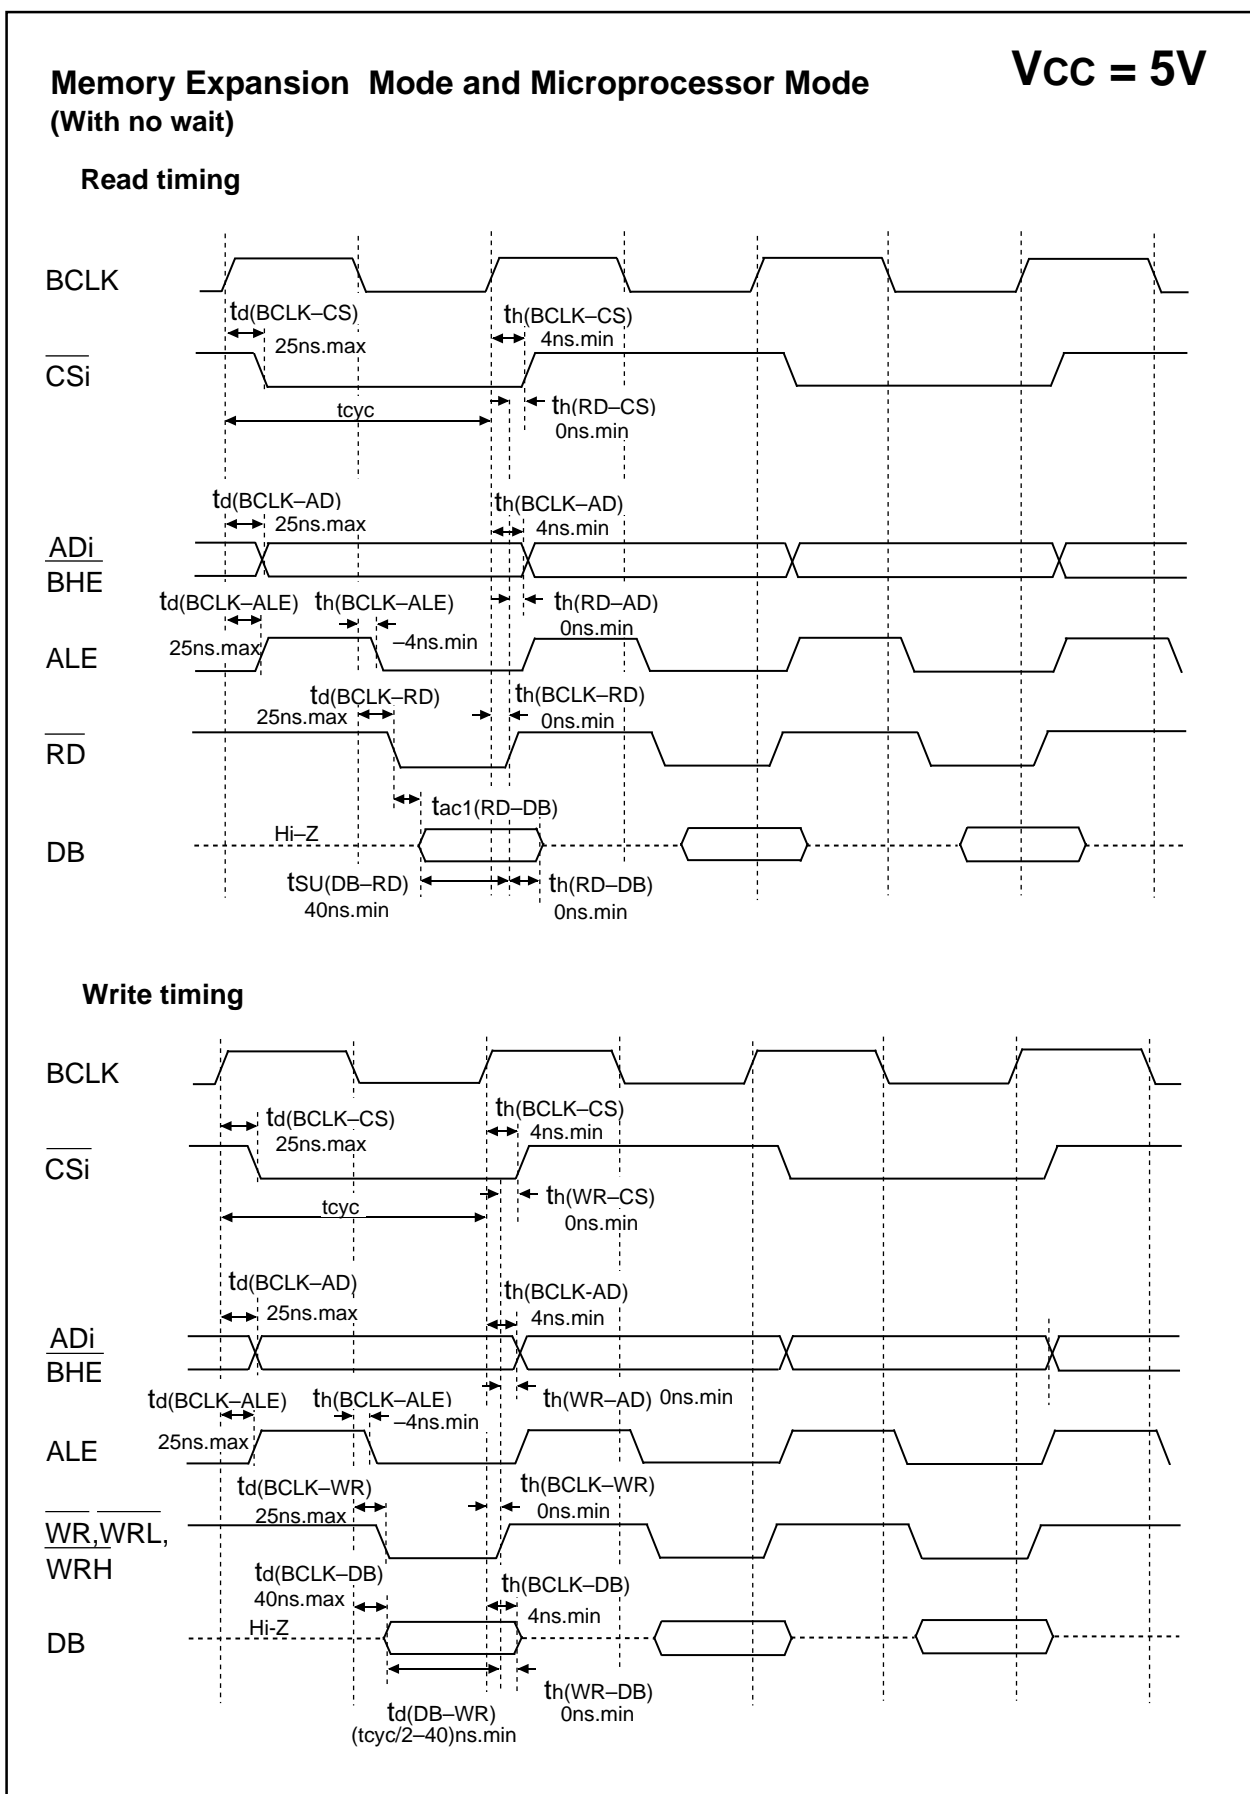 VCC = 5V
Memory Expansion Mode and Microprocessor Mode
(With no wait)
Read timing
BCLK
td(BCLK–CS)
25ns.max
th(BCLK–CS)
4ns.min
CSi
tcyc
th(RD–CS)
0ns.min
td(BCLK–AD)
25ns.max
th(BCLK–AD)
4ns.min
ADi
BHE
td(BCLK–ALE)
25ns.max
th(BCLK–ALE)
–4ns.min
th(RD–AD)
0ns.min
ALE
td(BCLK–RD)
25ns.max
th(BCLK–RD)
0ns.min
RD
tac1(RD–DB)
Hi–Z
DB
tSU(DB–RD)
40ns.min
th(RD–DB)
0ns.min
Write timing
BCLK
td(BCLK–CS)
25ns.max
th(BCLK–CS)
4ns.min
CSi
tcyc
th(WR–CS)
0ns.min
td(BCLK–AD)
25ns.max
th(BCLK-AD)
4ns.min
ADi
BHE
td(BCLK–ALE)
25ns.max
th(BCLK–ALE)
–4ns.min
th(WR–AD) 0ns.min
ALE
td(BCLK–WR)
25ns.max
th(BCLK–WR)
0ns.min
WR,WRL,
WRH
td(BCLK–DB)
40ns.max
th(BCLK–DB)
4ns.min
Hi-Z
DB
td(DB–WR)
(tcyc/2–40)ns.min
th(WR–DB)
0ns.min